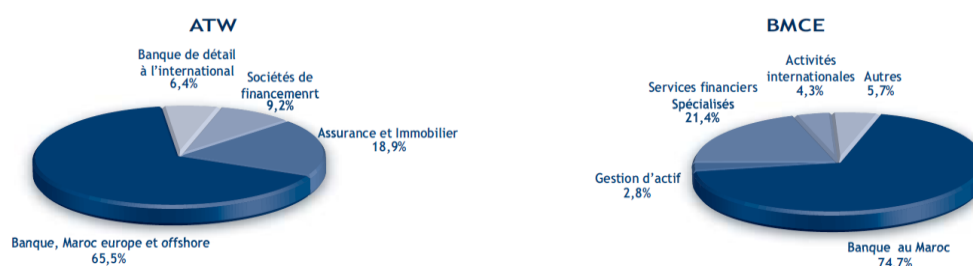 ATW
Banque de détail
à l'international
6,4%
Sociétés de
financemenrt
9,2%
Assurance et Immobilier
18,9%
Banque, Maroc europe et offshore
65,5%
BMCE
Activités
internationales
4,3%
Autres
5,7%
Services financiers
Spécialisés
21,4%
Gestion d'actif
2,8%
Banque au Maroc
74,7%